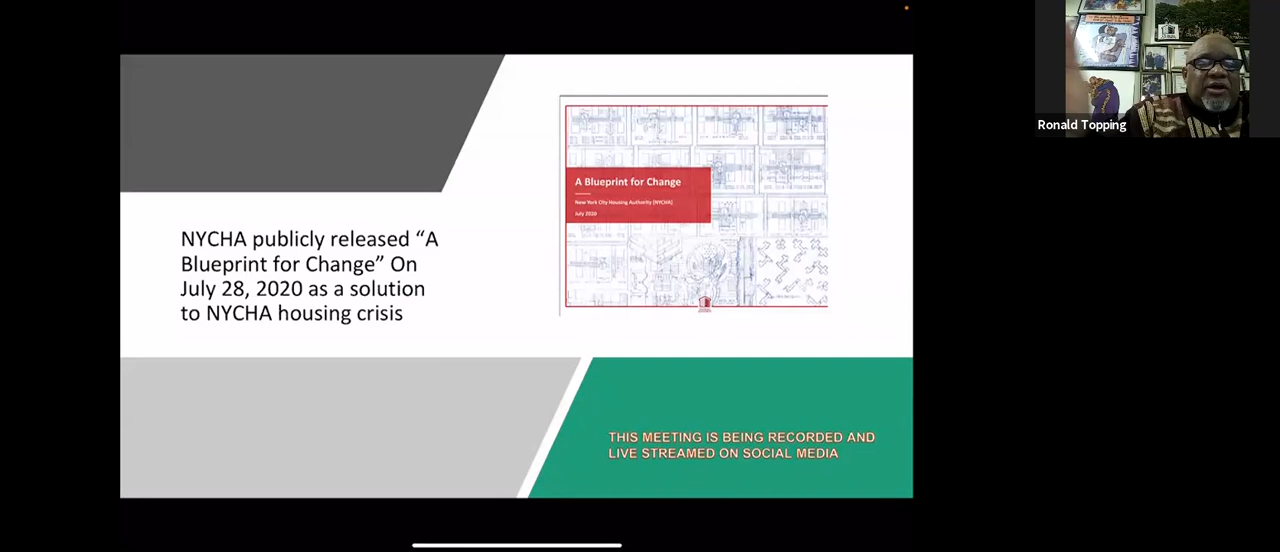 NYCHA publicly released “A
Blueprint for Change” On
July 28, 2020 as a solution
to NYCHA housing crisis
A Blueprint for Change
New York City Housing Authority (NYCHA)
July 2020
THIS MEETING IS BEING RECORDED AND
LIVE STREAMED ON SOCIAL MEDIA
Ronald Topping